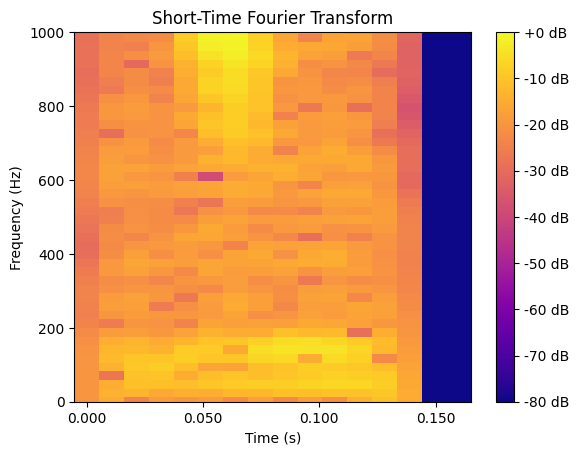 Short-Time Fourier Transform
1000
800
600
400
200
0
Frequency (Hz)
0.000
0.050
0.100
0.150
Time (s)
+0 dB
-10 dB
-20 dB
-30 dB
-40 dB
-50 dB
-60 dB
-70 dB
-80 dB